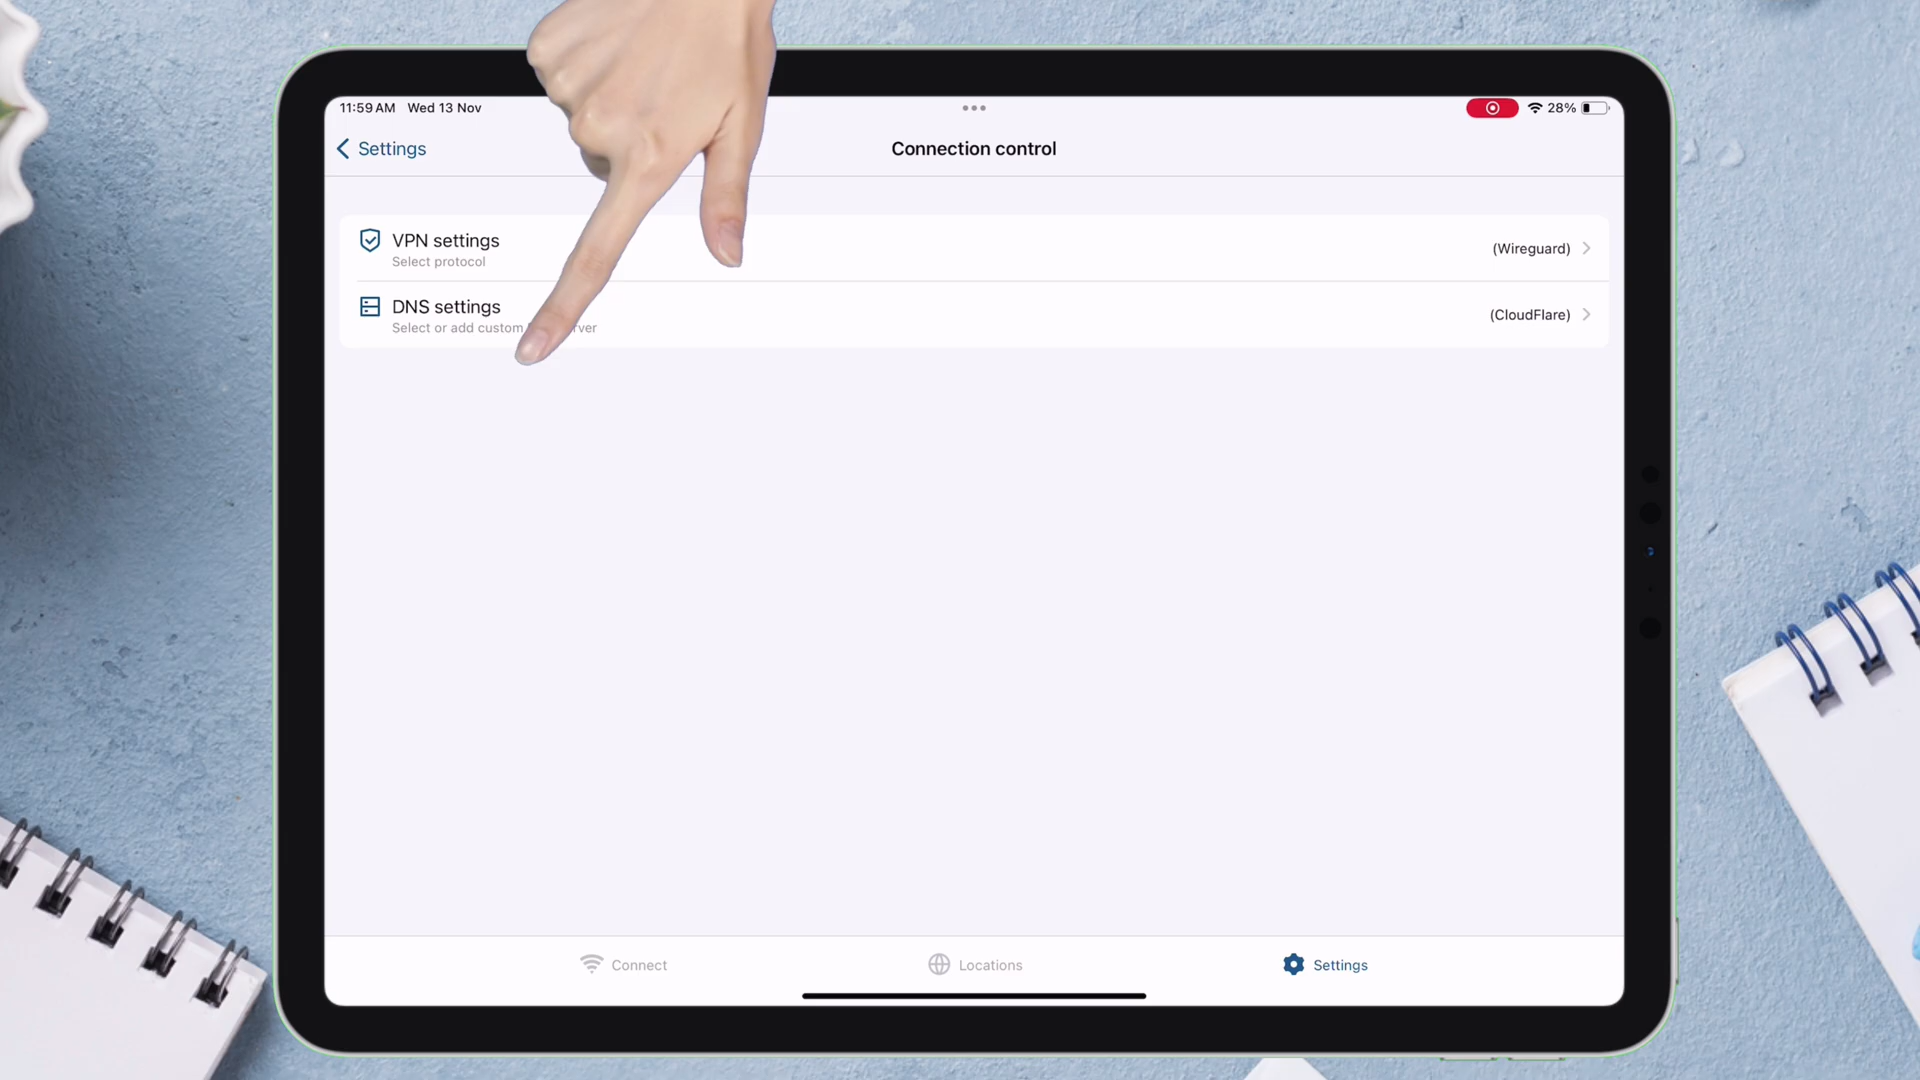 11:59 AM Wed 13 Nov
28%
Settings
Connection control
VPN settings
Select protocol
(Wireguard)
DNS settings
Select or add custom
(CloudFlare)
Connect
Locations
Settings